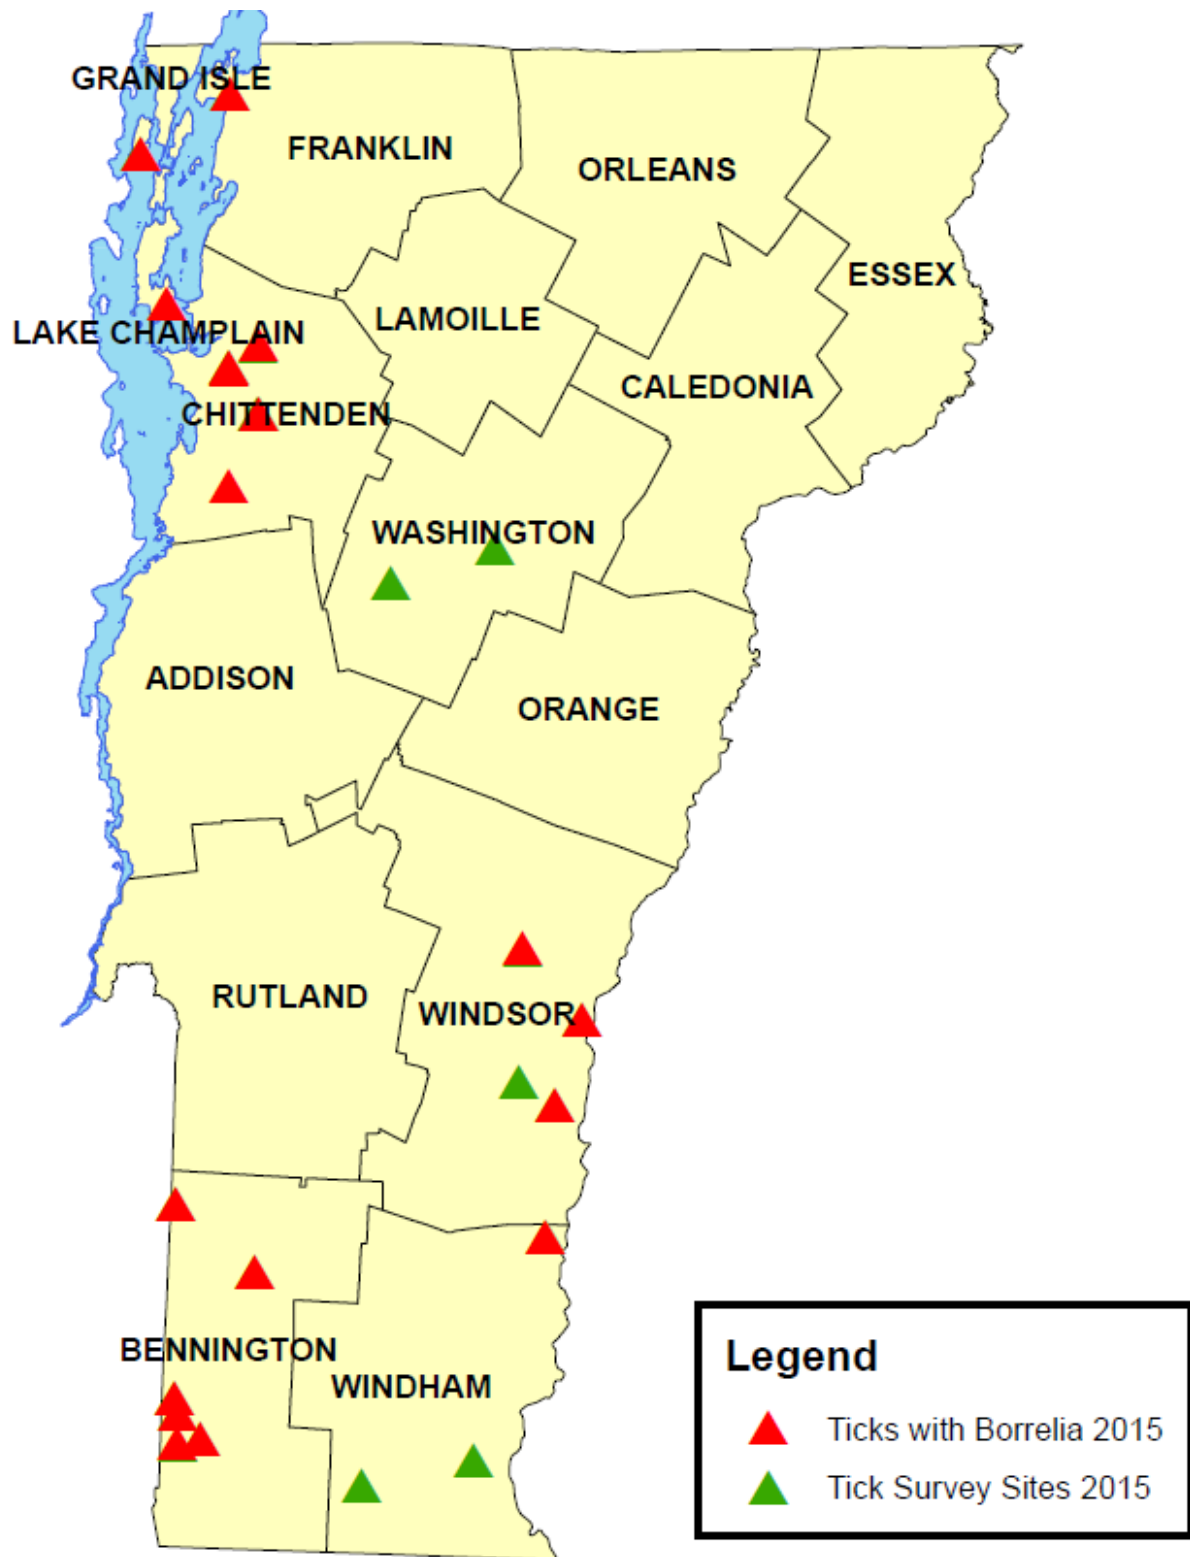 GRAND ISLE
FRANKLIN
ORLEANS
ESSEX
LAMOILLE
LAKE CHAMPLAIN
CALEDONIA
CHITTENDEN
WASHINGTON
ADDISON
ORANGE
RUTLAND
WINDSOR
BENNINGTON
WINDHAM
Legend
Ticks with Borrelia 2015
Tick Survey Sites 2015